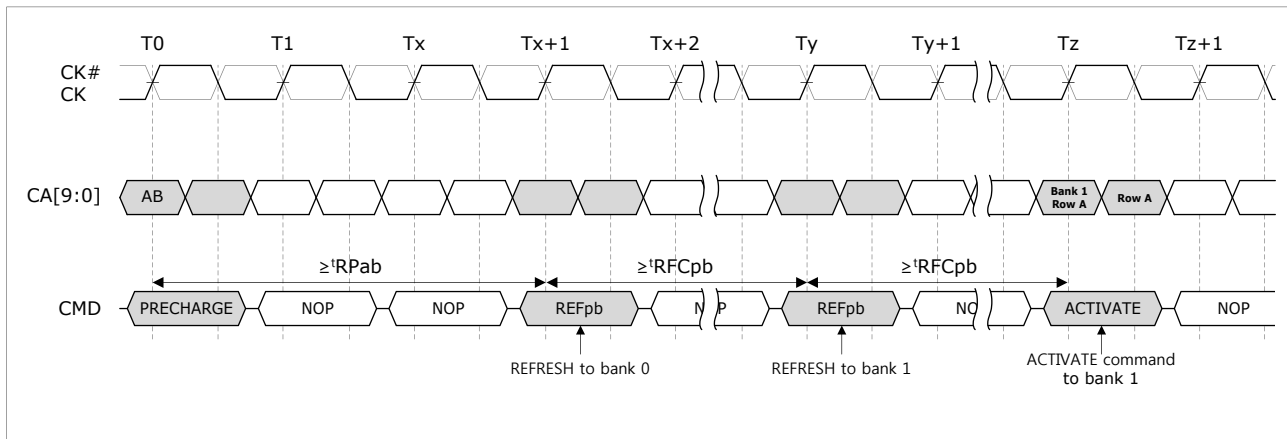 T0 T1 Tx Tx+1 Tx+2 Ty Ty+1 Tz Tz+1
CK#
CK
CA[9:0] AB Bank 1 Row A Row A
≥tRPab ≥tRFCpb ≥tRFCpb
CMD PRECHARGE NOP NOP REFpb NOP REFpb NO ACTIVATE NOP
REFRESH to bank 0 REFRESH to bank 1 ACTIVATE command
to bank 1